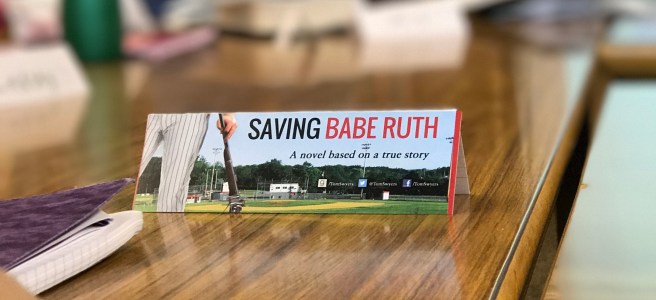 SAVING BABE RUTH
A novel based on a true story